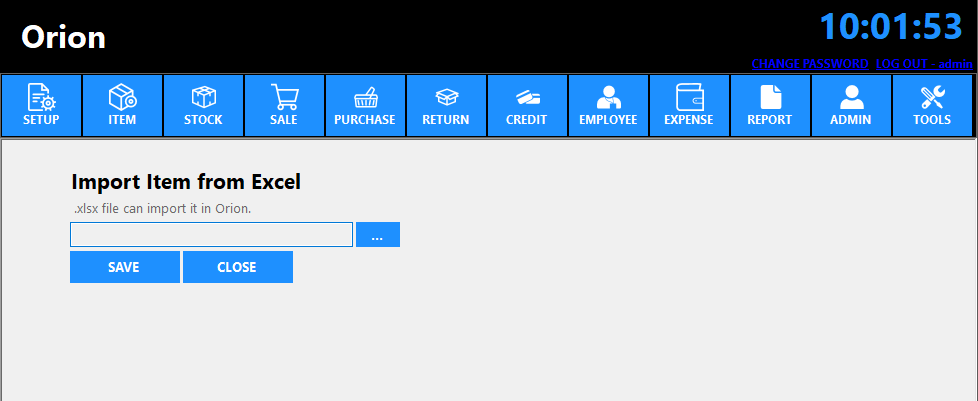 Orion
10:01:53
CHANGE PASSWORD LOG OUT - admin
SETUP ITEM STOCK SALE PURCHASE RETURN CREDIT EMPLOYEE EXPENSE REPORT ADMIN TOOLS
Import Item from Excel
.xlsx file can import it in Orion.
...
SAVE CLOSE